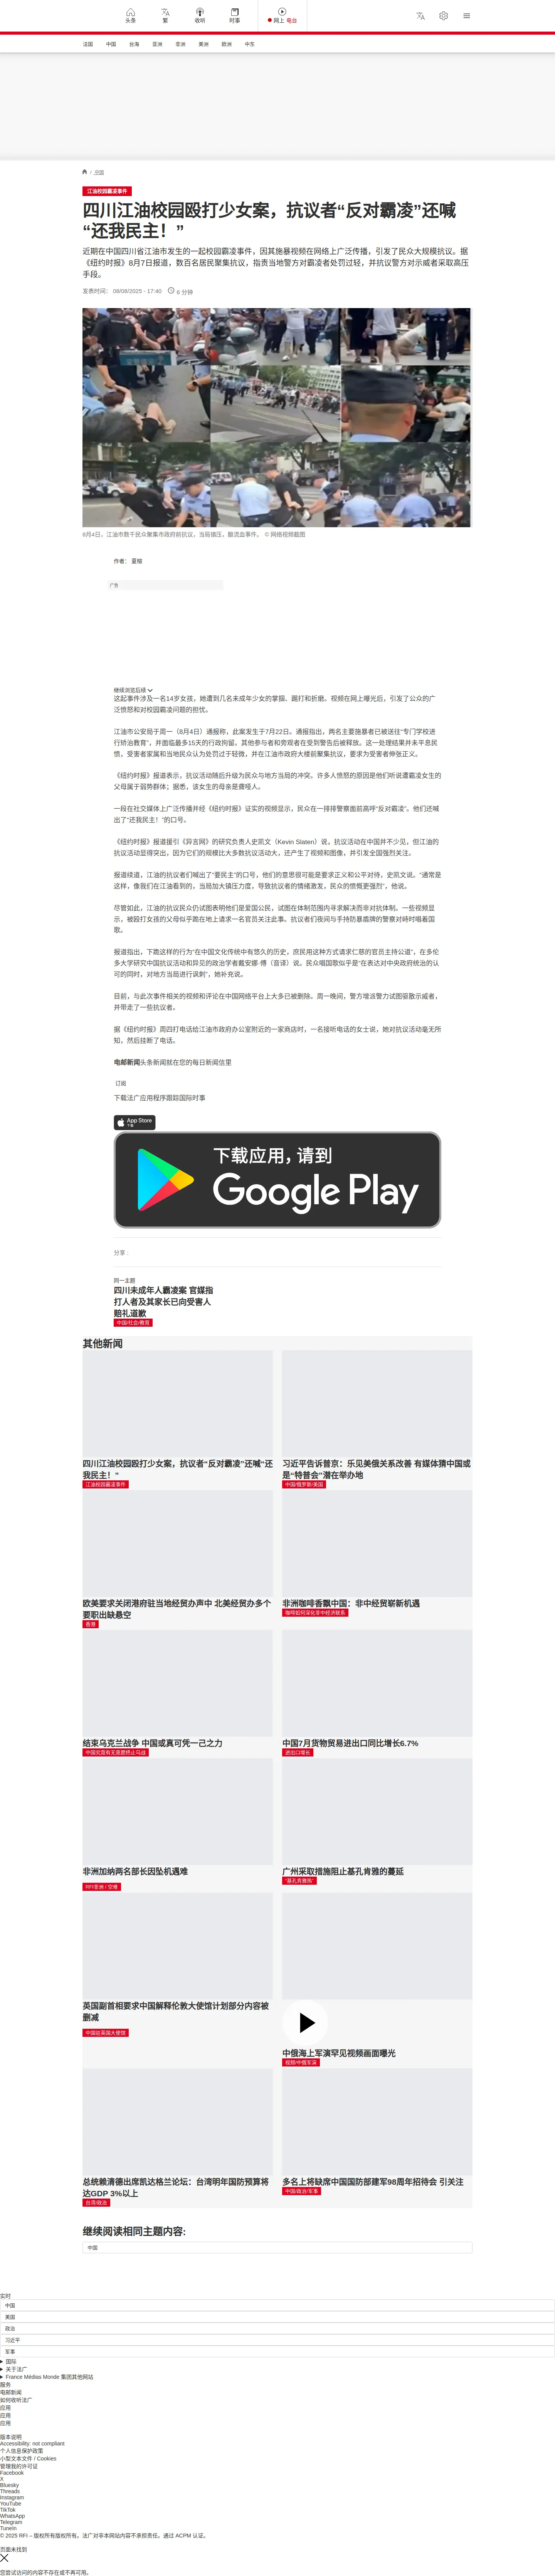 头条
繁
收听
时事
网上 电台
法国
中国
台海
亚洲
非洲
美洲
欧洲
中东
/ 中国
江油校园霸凌事件
四川江油校园殴打少女案，抗议者“反对霸凌”还喊
“还我民主！”
近期在中国四川省江油市发生的一起校园霸凌事件，因其施暴视频在网络上广泛传播，引发了民众大规模抗议。据
《纽约时报》8月7日报道，数百名居民聚集抗议，指责当地警方对霸凌者处罚过轻，并抗议警方对示威者采取高压
手段。
发表时间： 08/08/2025 - 17:40
6 分钟
8月4日，江油市数千民众聚集市政府前抗议，当局镇压，酿流血事件。 © 网络视频截图
作者： 夏榕
广告
继续浏览后续
这起事件涉及一名14岁女孩，她遭到几名未成年少女的掌掴、踢打和折磨。视频在网上曝光后，引发了公众的广
泛愤怒和对校园霸凌问题的担忧。
江油市公安局于周一（8月4日）通报称，此案发生于7月22日。通报指出，两名主要施暴者已被送往“专门学校进
行矫治教育”，并面临最多15天的行政拘留。其他参与者和旁观者在受到警告后被释放。这一处理结果并未平息民
愤，受害者家属和当地民众认为处罚过于轻微，并在江油市政府大楼前聚集抗议，要求为受害者伸张正义。
《纽约时报》报道表示，抗议活动随后升级为民众与地方当局的冲突。许多人愤怒的原因是他们听说遭霸凌女生的
父母属于弱势群体；据悉，该女生的母亲是聋哑人。
一段在社交媒体上广泛传播并经《纽约时报》证实的视频显示，民众在一排排警察面前高呼“反对霸凌”。他们还喊
出了“还我民主！”的口号。
《纽约时报》报道援引《异言网》的研究负责人史凯文（Kevin Slaten）说，抗议活动在中国并不少见，但江油的
抗议活动显得突出，因为它们的规模比大多数抗议活动大，还产生了视频和图像，并引发全国强烈关注。
报道续道，江油的抗议者们喊出了“要民主”的口号，他们的意思很可能是要求正义和公平对待，史凯文说。“通常是
这样，像我们在江油看到的，当局加大镇压力度，导致抗议者的情绪激发，民众的愤慨更强烈”，他说。
尽管如此，江油的抗议民众仍试图表明他们是爱国公民，试图在体制范围内寻求解决而非对抗体制。一些视频显
示，被殴打女孩的父母似乎跪在地上请求一名官员关注此事。抗议者们夜间与手持防暴盾牌的警察对峙时唱着国
歌。
报道指出，下跪这样的行为“在中国文化传统中有悠久的历史，庶民用这种方式请求仁慈的官员主持公道”，在多伦
多大学研究中国抗议活动和异见的政治学者戴安娜·傅（音译）说。民众唱国歌似乎是“在表达对中央政府统治的认
可的同时，对地方当局进行讽刺”，她补充说。
目前，与此次事件相关的视频和评论在中国网络平台上大多已被删除。周一晚间，警方增派警力试图驱散示威者，
并带走了一些抗议者。
据《纽约时报》周四打电话给江油市政府办公室附近的一家商店时，一名接听电话的女士说，她对抗议活动毫无所
知，然后挂断了电话。
电邮新闻头条新闻就在您的每日新闻信里
订阅
下载法广应用程序跟踪国际时事
App Store
下载
下载应用，请到
Google Play
分享 :
同一主题
四川未成年人霸凌案 官媒指
打人者及其家长已向受害人
赔礼道歉
中国/社会/教育
其他新闻
四川江油校园殴打少女案，抗议者“反对霸凌”还喊“还
我民主！”
江油校园霸凌事件
习近平告诉普京：乐见美俄关系改善 有媒体猜中国或
是“特普会”潜在举办地
中国/俄罗斯/美国
欧美要求关闭港府驻当地经贸办声中 北美经贸办多个
要职出缺悬空
香港
非洲咖啡香飘中国：非中经贸崭新机遇
咖啡如何深化非中经济联系
结束乌克兰战争 中国或真可凭一己之力
中国究竟有无意愿终止乌战
中国7月货物贸易进出口同比增长6.7%
进出口增长
非洲加纳两名部长因坠机遇难
RFI非洲 / 空难
广州采取措施阻止基孔肯雅的蔓延
“基孔肯雅热”
英国副首相要求中国解释伦敦大使馆计划部分内容被
删减
中国驻英国大使馆
中俄海上军演罕见视频画面曝光
视频/中俄军演
总统赖清德出席凯达格兰论坛：台湾明年国防预算将
达GDP 3%以上
台湾/政治
多名上将缺席中国国防部建军98周年招待会 引关注
中国/政治/军事
继续阅读相同主题内容:
中国
实时
中国
美国
政治
习近平
军事
国际
关于法广
France Médias Monde 集团其他网站
服务
电邮新闻
如何收听法广
应用
应用
应用
版本说明
Accessibility: not compliant
个人信息保护政策
小型文本文件 / Cookies
管理我的许可证
Facebook
X
Bluesky
Threads
Instagram
YouTube
TikTok
WhatsApp
Telegram
TuneIn
© 2025 RFI – 版权所有版权所有。法广对非本网站内容不承担责任。通过 ACPM 认证。
页面未找到
您尝试访问的内容不存在或不再可用。